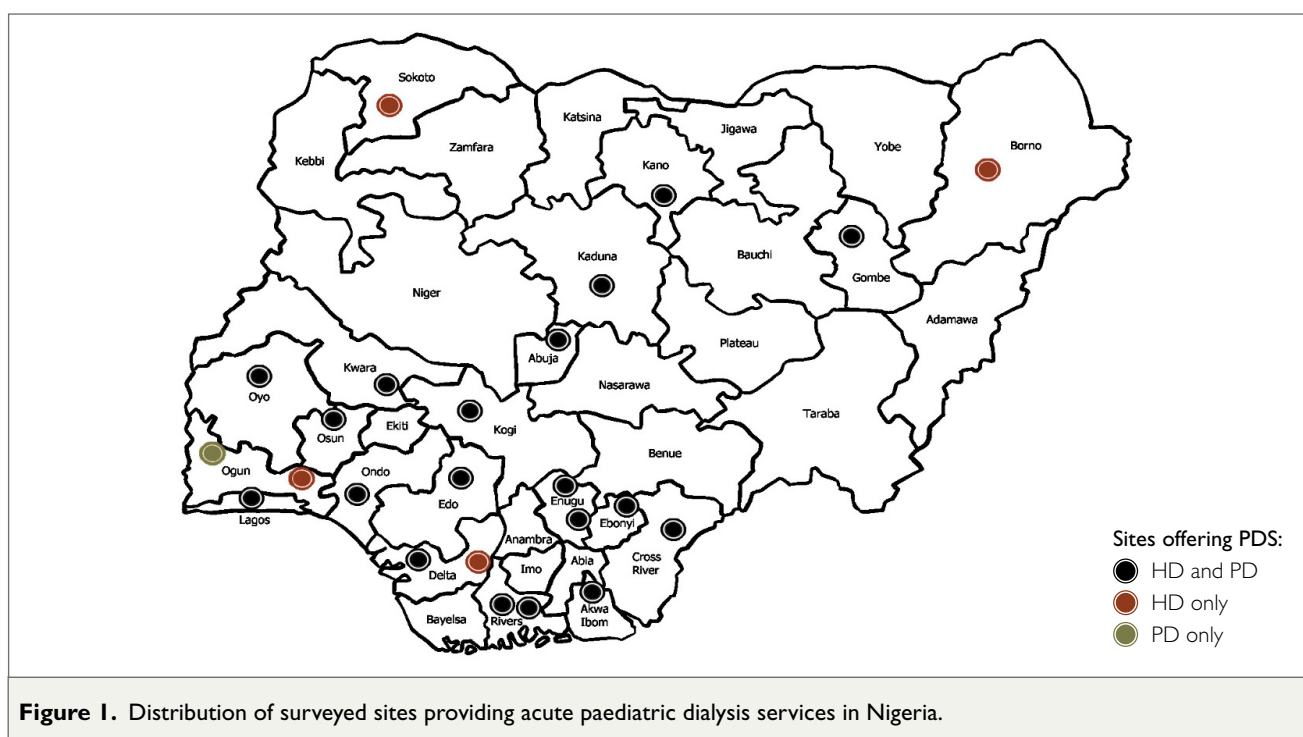 Sokoto
Katsina
Jigawa
Kebbi
Zamfara
Yobe
Borno
Kano
Kaduna
Bauchi
Gombe
Niger
Adamawa
Plateau
Abuja
Kwara
Nasarawa
Oyo
Taraba
Osun
Ekiti
Kogi
Benue
Ogun
Ondo
Edo
Enugu
Ebonyi
Lagos
Anambra
Cross
River
Delta
Imo
Abia
Bayelsa
Rivers
Akwa
Ibom
Sites offering PDS:
HD and PD
HD only
PD only
Figure 1. Distribution of surveyed sites providing acute paediatric dialysis services in Nigeria.